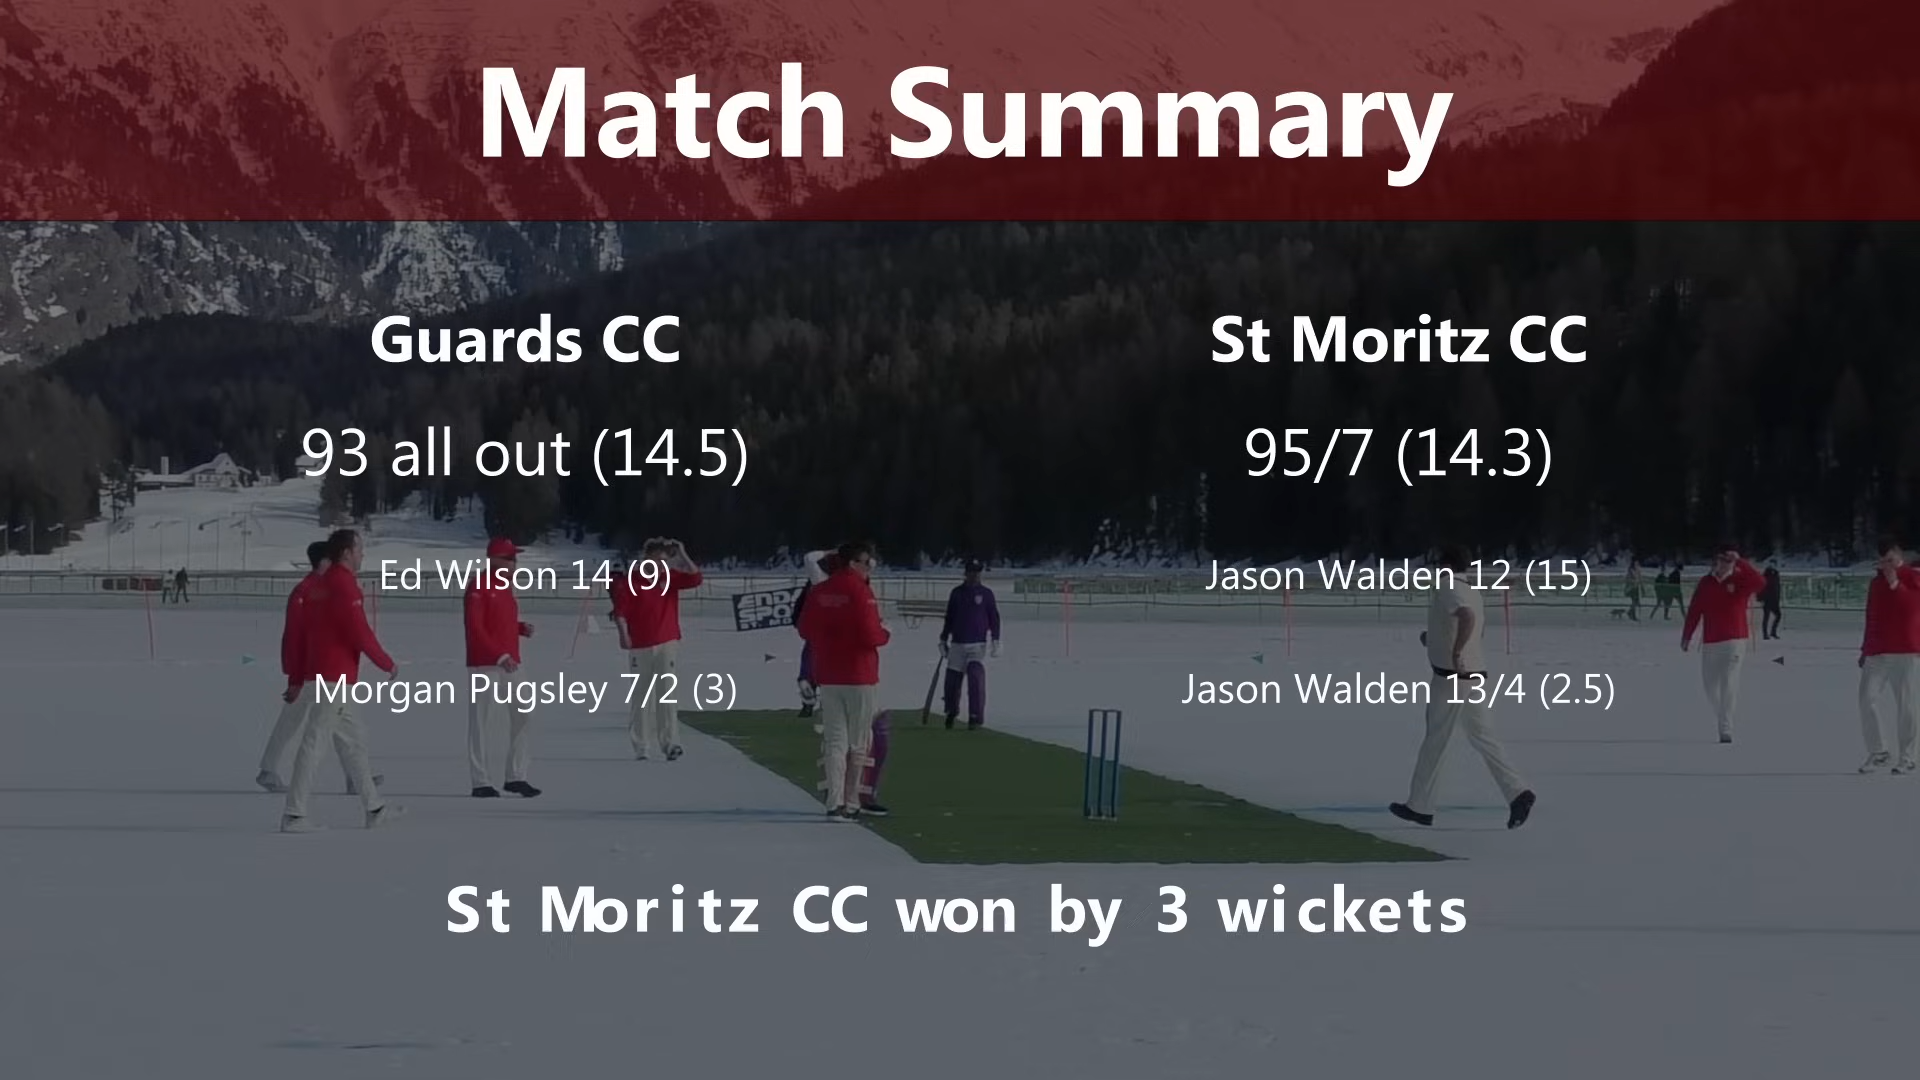 Match Summary
Guards CC
93 all out (14.5)
Ed Wilson 14 (9)
Morgan Pugsley 7/2 (3)
St Moritz CC
95/7 (14.3)
Jason Walden 12 (15)
Jason Walden 13/4 (2.5)
St Moritz CC won by 3 wickets